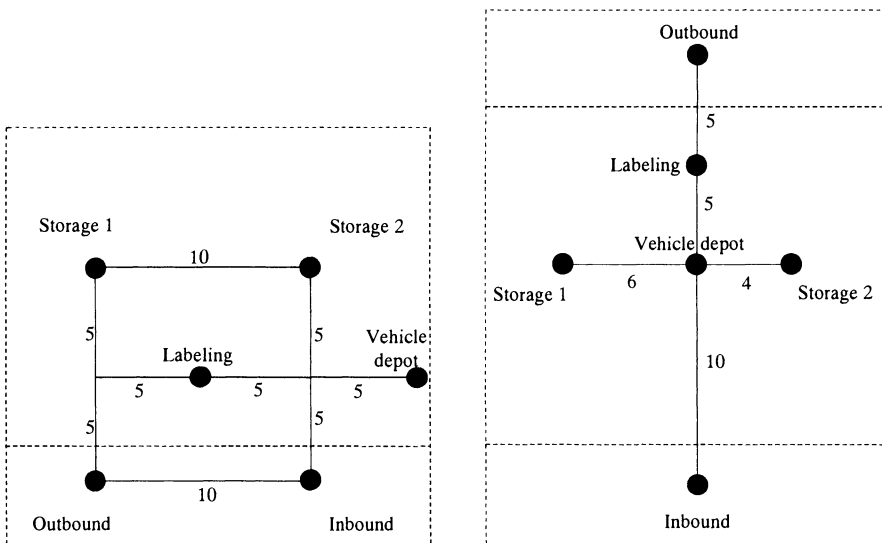 Storage 1
Storage 2
10
5
5
Labeling
Vehicle
depot
5
5
5
5
5
10
Outbound
Inbound
Outbound
5
Labeling
5
Vehicle depot
6
4
Storage 1
Storage 2
10
Inbound